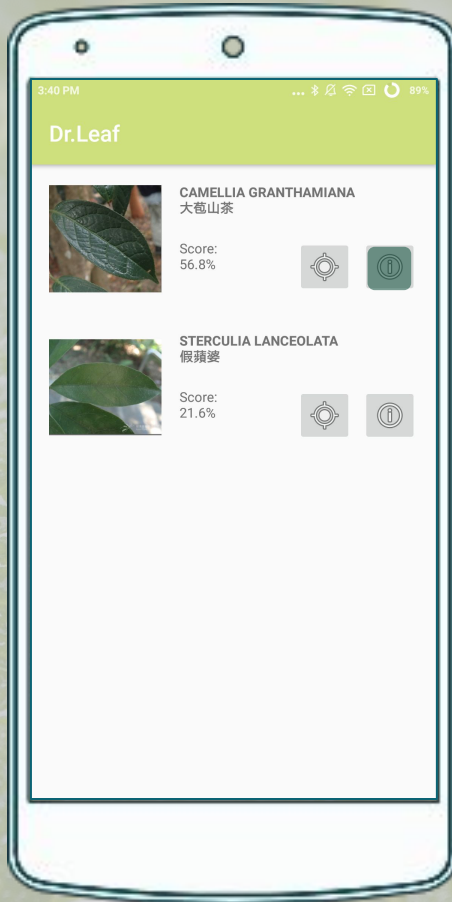 3:40 PM
... 89%
Dr.Leaf
CAMELLIA GRANTHAMIANA
大苞山茶
Score:
56.8%
STERCULIA LANCEOLATA
假蘋婆
Score:
21.6%